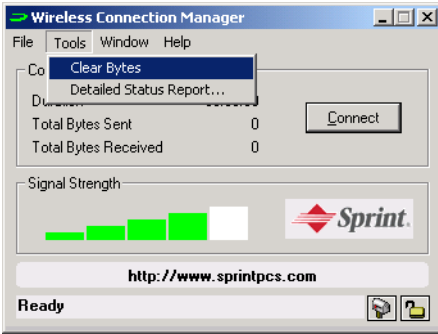 Wireless Connection Manager
File Tools Window Help
Clear Bytes
Detailed Status Report...
Total Bytes Sent 0
Connect
Total Bytes Received 0
Signal Strength
Sprint.
http://www.sprintpcs.com
Ready